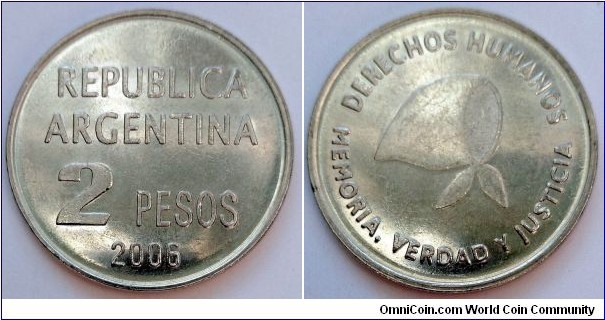 REPUBLICA
ARGENTINA
2 PESOS
2006
DERECHOS HUMANOS
MEMORIA, VERDAD Y JUSTICIA
OmniCoin.com World Coin Community